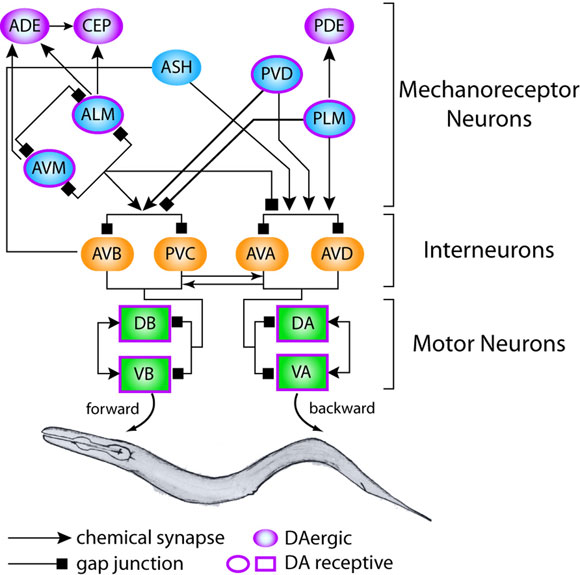 ADE
CEP
PDE
ASH
PVD
ALM
PLM
AVM
Mechanoreceptor
Neurons
AVB
PVC
AVA
AVD
Interneurons
DB
DA
VB
VA
Motor Neurons
forward
backward
chemical synapse
DAergic
gap junction
DA receptive